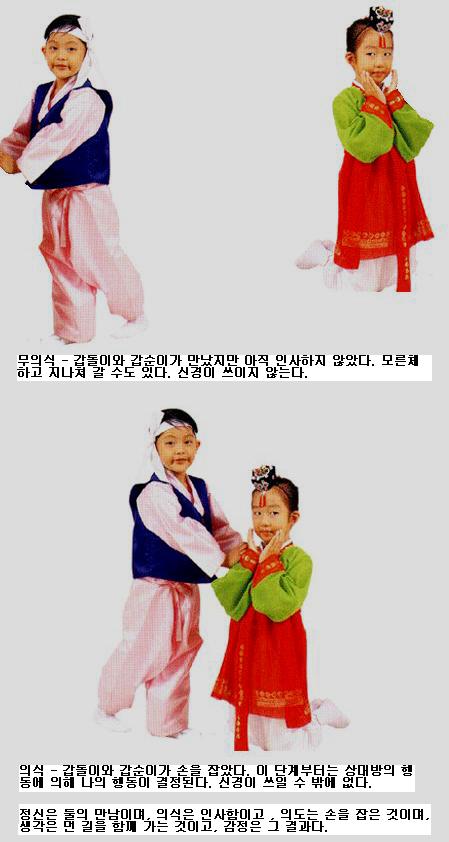 무의식 - 갑돌이와 갑순이가 만났지만 아직 인사하지 않았다. 모른체
하고 지나쳐 갈 수도 있다. 신경이 쓰이지 않는다.
의식 - 갑돌이와 갑순이가 손을 잡았다. 이 단계부터는 상대방의 행
동에 의해 나의 행동이 결정된다. 신경이 쓰일 수 밖에 없다.
정신은 둘의 만남이며, 의식은 인사함이고 , 의도는 손을 잡은 것이며,
생각은 먼 길을 함께 가는 것이고, 감정은 그 결과다.